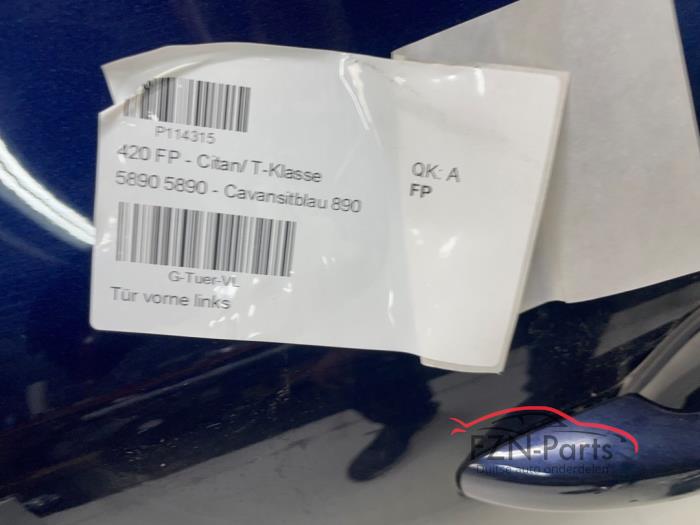 P114315
420 FP - Citan/ T-Klasse
5890 5890 - Cavansitblau 890
G-Tuer-VL
Tür vorne links
QK: A
FP
PZN-Parts
Duitse auto onderdelen